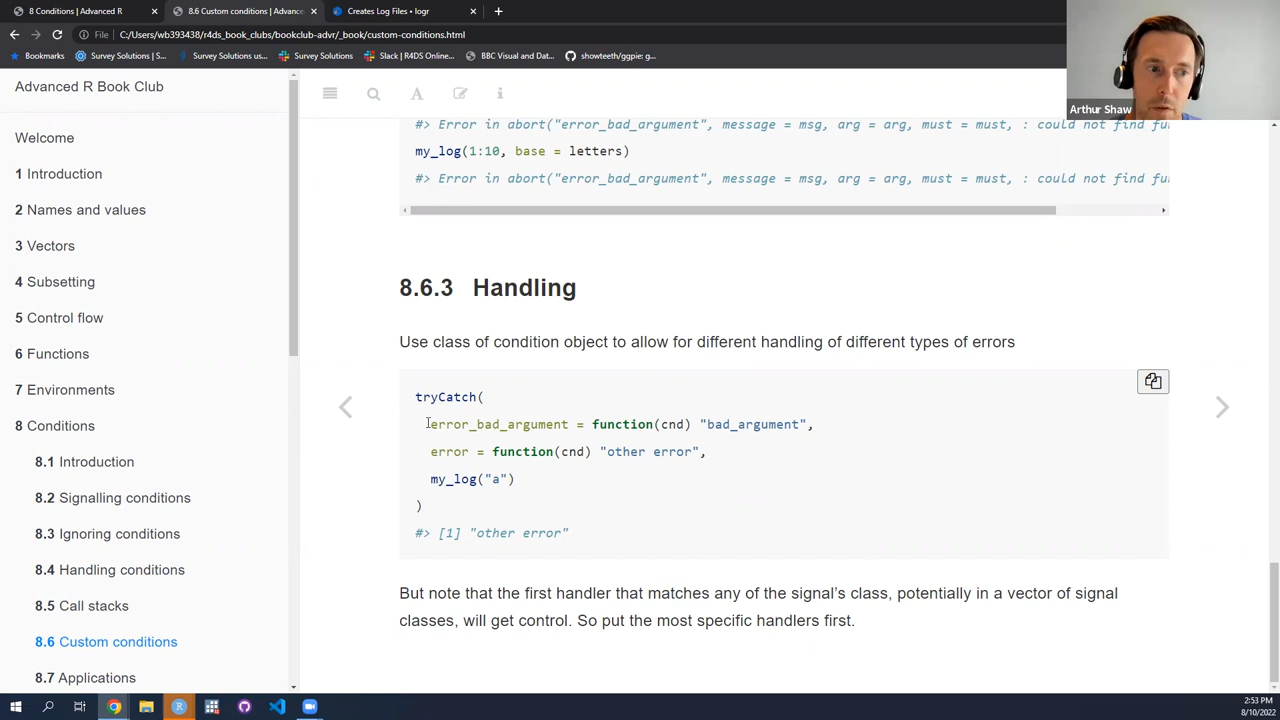 8 Conditions | Advanced R
8.6 Custom conditions | Advanc
Creates Log Files • logr
File
C:/Users/wb393438/r4ds_book_clubs/bookclub-advr/_book/custom-conditions.html
Bookmarks
Survey Solutions | S...
Survey Solutions us...
Survey Solutions
Slack | R4DS Online...
BBC Visual and Dat...
showteeth/ggpie: g...
Arthur Shaw
Advanced R Book Club
Welcome
1 Introduction
2 Names and values
3 Vectors
4 Subsetting
5 Control flow
6 Functions
7 Environments
8 Conditions
8.1 Introduction
8.2 Signalling conditions
8.3 Ignoring conditions
8.4 Handling conditions
8.5 Call stacks
8.6 Custom conditions
8.7 Applications
#> Error in abort("error_bad_argument", message = msg, arg = arg, must = must, : could not find fu
my_log(1:10, base = letters)
#> Error in abort("error_bad_argument", message = msg, arg = arg, must = must, : could not find fu
8.6.3 Handling
Use class of condition object to allow for different handling of different types of errors
tryCatch(
error_bad_argument = function(cnd) "bad_argument",
error = function(cnd) "other error",
my_log("a")
)
#> [1] "other error"
But note that the first handler that matches any of the signal's class, potentially in a vector of signal
classes, will get control. So put the most specific handlers first.
2:53 PM
8/10/2022